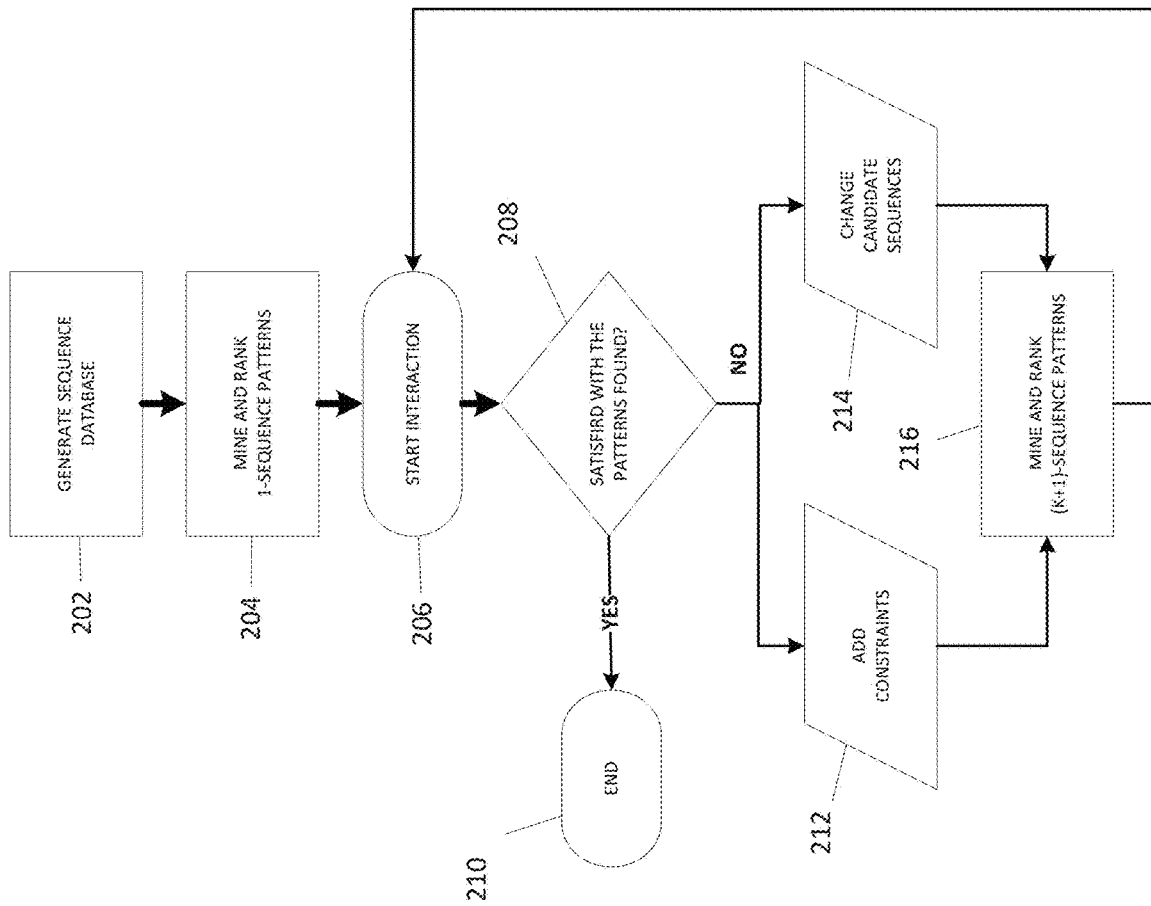 GENERATE SEQUENCE
DATABASE
202
MINE AND RANK
1-SEQUENCE PATTERNS
204
START INTERACTION
206
SATISFIRD WITH THE
PATTERNS FOUND?
208
YES
END
210
NO
ADD
CONSTRAINTS
212
CHANGE
CANDIDATE
SEQUENCES
214
MINE AND RANK
(K+1)-SEQUENCE PATTERNS
216